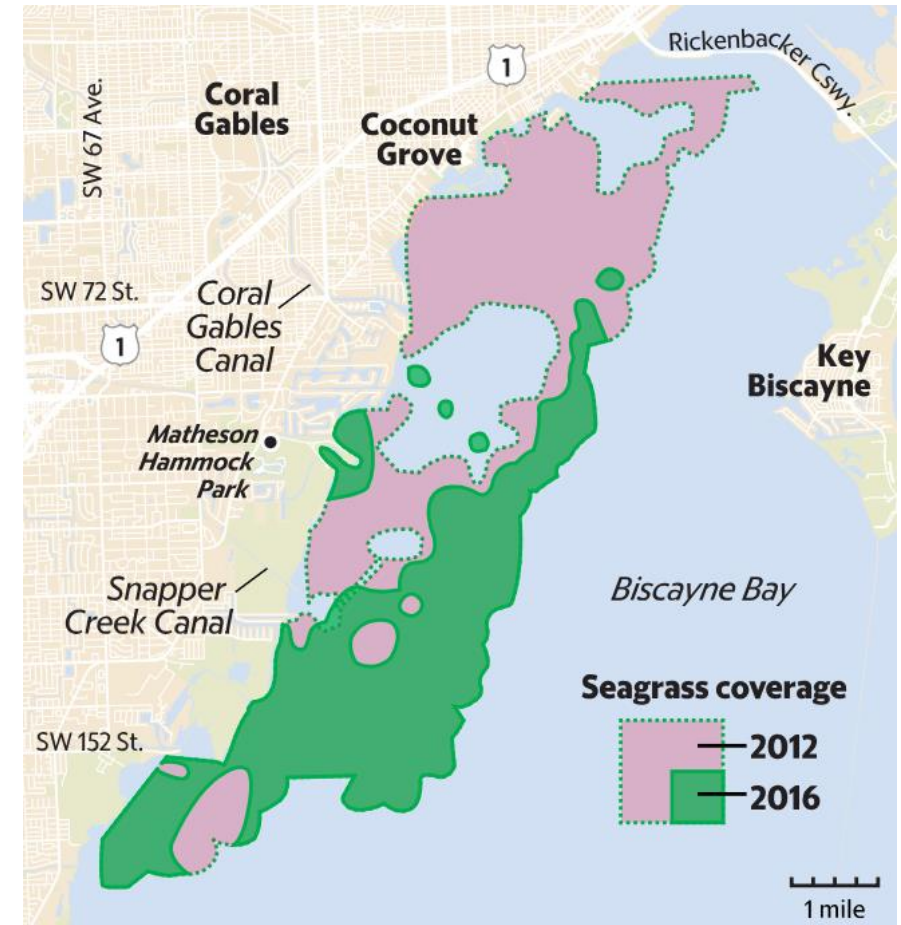 Rickenbacker Cswy.
1
Coral
Gables
SW 67 Ave.
Coconut
Grove
SW 72 St.
Coral
Gables
Canal
1
Key
Biscayne
Matheson
Hammock
Park
Snapper
Creek Canal
Biscayne Bay
Seagrass coverage
2012
2016
SW 152 St.
1 mile